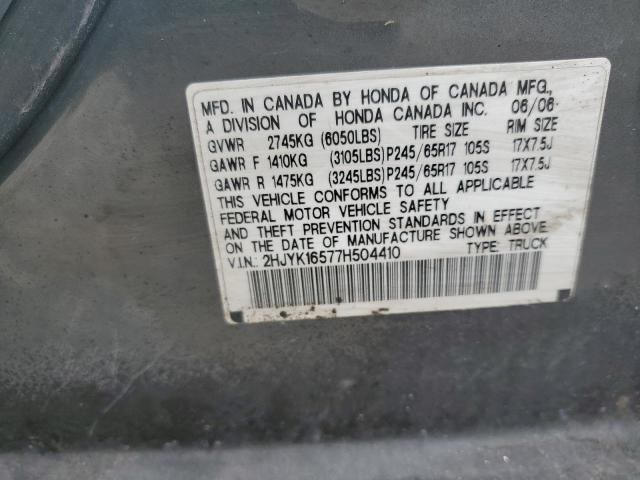 MFD. IN CANADA BY HONDA OF CANADA MFG.,
A DIVISION OF HONDA CANADA INC. 06/06
GVWR 2745KG (6050LBS) TIRE SIZE RIM SIZE
GAWR F 1410KG (3105LBS) P245/65R17 105S 17X7.5J
GAWR R 1475KG (3245LBS) P245/65R17 105S 17X7.5J
THIS VEHICLE CONFORMS TO ALL APPLICABLE
FEDERAL MOTOR VEHICLE SAFETY
AND THEFT PREVENTION STANDARDS IN EFFECT
ON THE DATE OF MANUFACTURE SHOWN ABOVE.
V.I.N.: 2HJYK16577H504410 TYPE: TRUCK